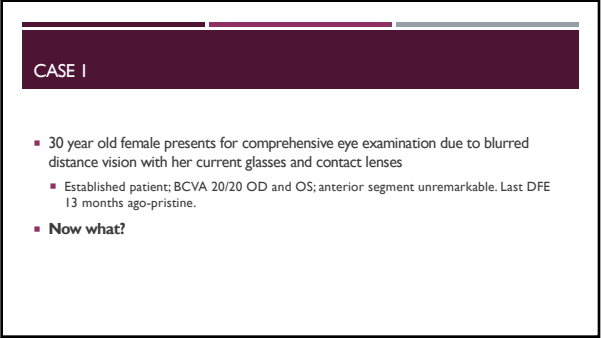 CASE 1
30 year old female presents for comprehensive eye examination due to blurred
distance vision with her current glasses and contact lenses
Established patient; BCVA 20/20 OD and OS; anterior segment unremarkable. Last DFE
13 months ago-pristine.
Now what?